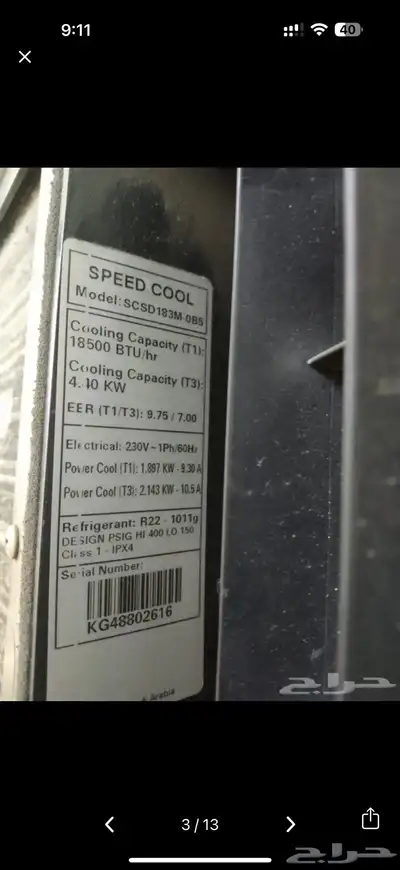 9:11
40
SPEED COOL
Model: SCSD183M-0B5
Cooling Capacity (T1):
18500 BTU/hr
Cooling Capacity (T3):
4.40 KW
EER (T1/T3): 9.75 / 7.00
Electrical: 230V ~ 1Ph/60Hz
Power Cool (T1): 1.897 KW - 9.30 A
Power Cool (T3): 2.143 KW - 10.5 A
Refrigerant: R22 - 1011g
DESIGN PSIG HI 400 LO 150
Class 1 - IPX4
Serial Number:
KG48802616
Arabia
حراج
3 / 13
حراج